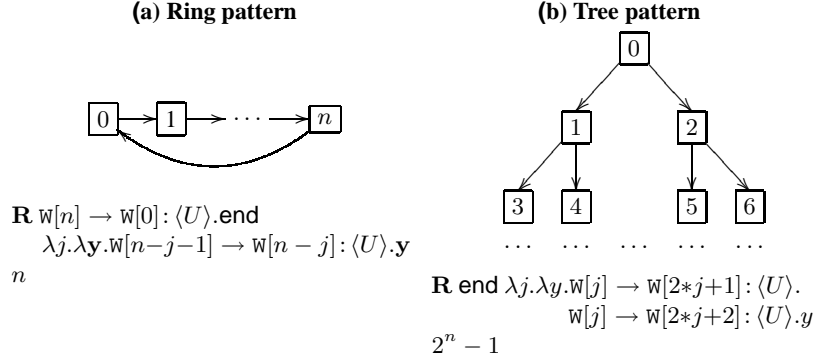 (a) Ring pattern
0 1 ··· n
R W[n] → W[0]: ⟨U⟩.end
λj.λy.W[n−j−1] → W[n − j]: ⟨U⟩.y
n
(b) Tree pattern
0
1 2
3 4 5 6
... ... ... ... ...
R end λj.λy.W[j] → W[2*j+1]: ⟨U⟩.
W[j] → W[2*j+2]: ⟨U⟩.y
2ⁿ − 1